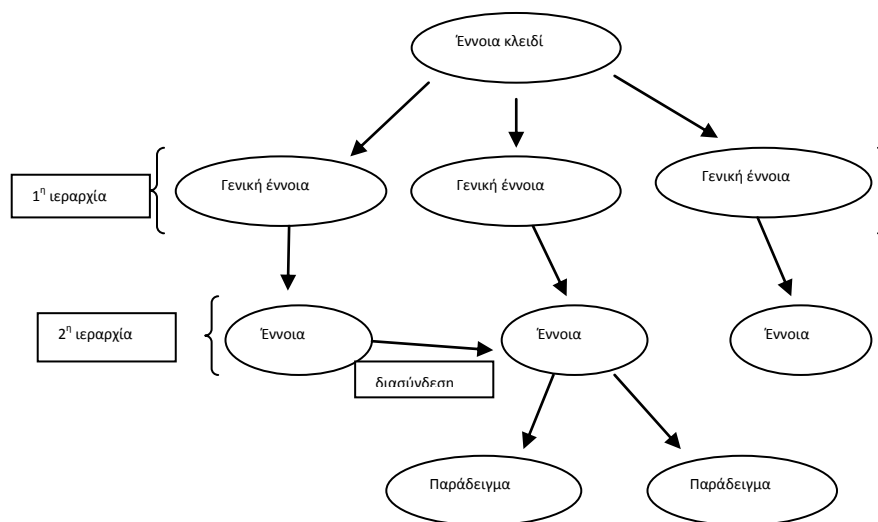 Έννοια κλειδί
Γενική έννοια
Γενική έννοια
Γενική έννοια
1η ιεραρχία
2η ιεραρχία
Έννοια
Έννοια
Έννοια
διασύνδεση
Παράδειγμα
Παράδειγμα